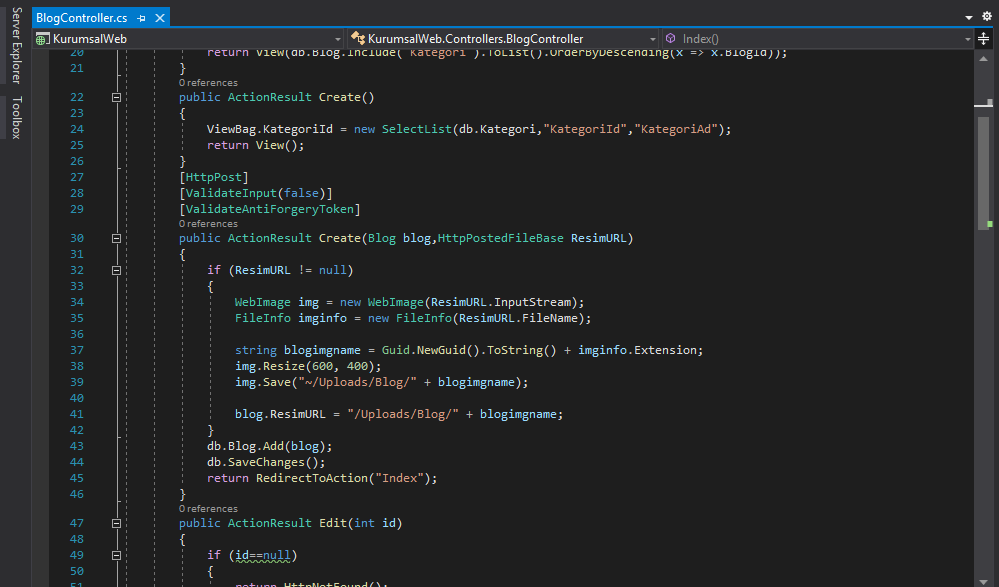 BlogController.cs
Server Explorer
Toolbox
KurumsalWeb
KurumsalWeb.Controllers.BlogController
Index()
20 return View(db.Blog.Include("Kategori").ToList().OrderByDescending(x => x.BlogId));
21 }
0 references
22 public ActionResult Create()
23 {
24 ViewBag.KategoriId = new SelectList(db.Kategori,"KategoriId","KategoriAd");
25 return View();
26 }
27 [HttpPost]
28 [ValidateInput(false)]
29 [ValidateAntiForgeryToken]
0 references
30 public ActionResult Create(Blog blog,HttpPostedFileBase ResimURL)
31 {
32 if (ResimURL != null)
33 {
34 WebImage img = new WebImage(ResimURL.InputStream);
35 FileInfo imginfo = new FileInfo(ResimURL.FileName);
36
37 string blogimgname = Guid.NewGuid().ToString() + imginfo.Extension;
38 img.Resize(600, 400);
39 img.Save("~/Uploads/Blog/" + blogimgname);
40
41 blog.ResimURL = "/Uploads/Blog/" + blogimgname;
42 }
43 db.Blog.Add(blog);
44 db.SaveChanges();
45 return RedirectToAction("Index");
46 }
0 references
47 public ActionResult Edit(int id)
48 {
49 if (id==null)
50 {
51 return HttpNotFound();